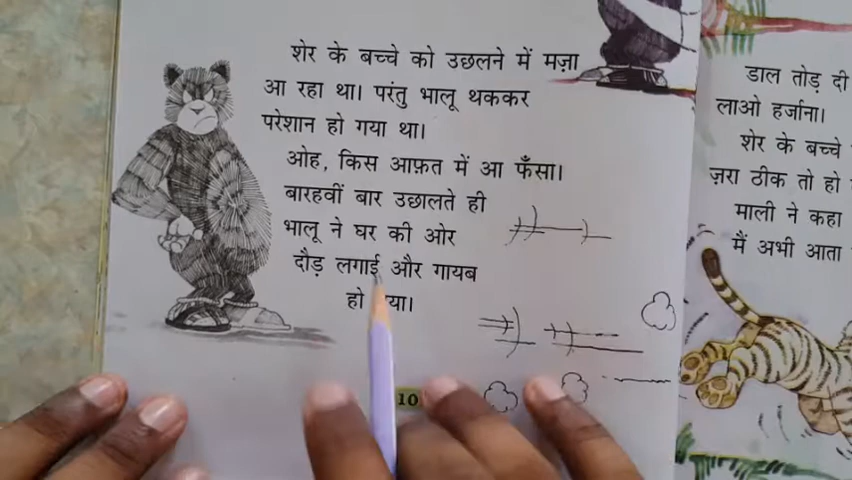 शेर के बच्चे को उछलने में मज़ा
आ रहा था। परंतु भालू थककर
परेशान हो गया था।
ओह, किस आफ़त में आ फँसा।
बारहवीं बार उछालते ही
भालू ने घर की ओर
दौड़ लगाई और गायब
हो या।
10
डाल तोड़ दी
लाओ हर्जाना।
शेर के बच्चे
ज़रा ठीक तो हो
माली ने कहा
मैं अभी आता